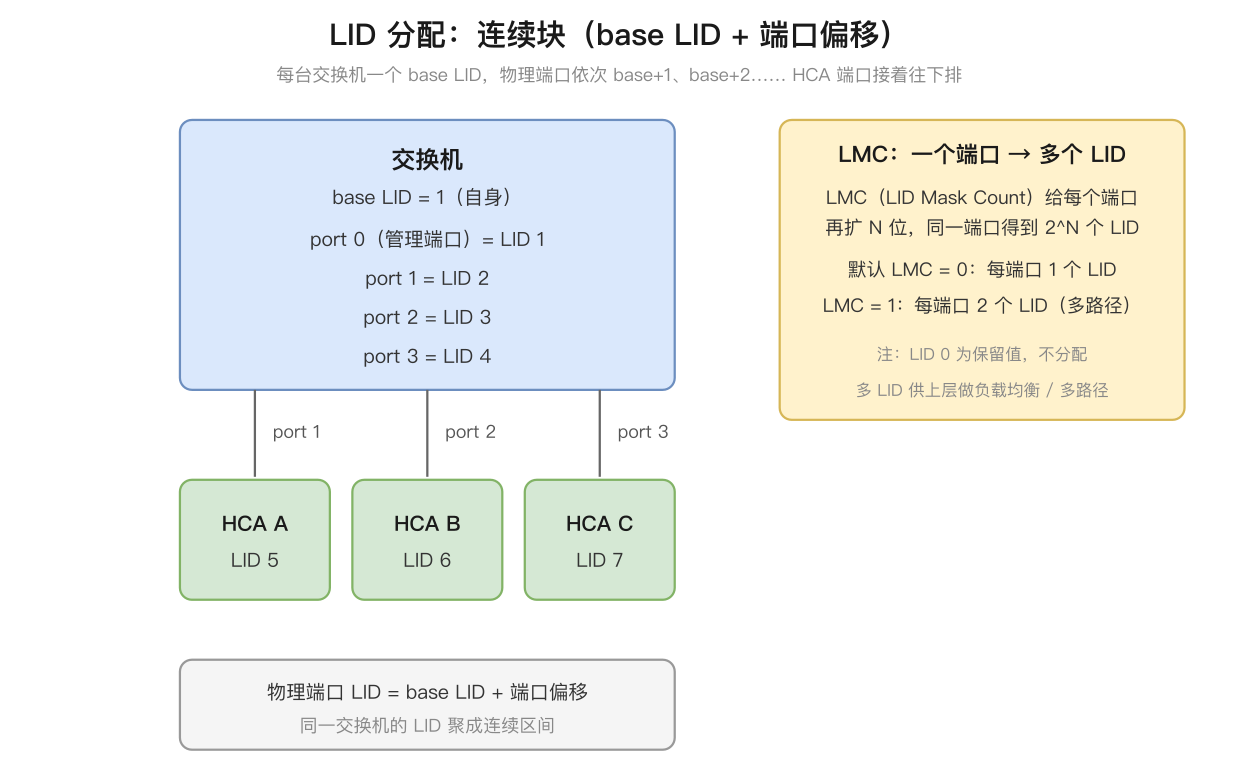 LID 分配：连续块（base LID + 端口偏移）
每台交换机一个 base LID，物理端口依次 base+1、base+2…… HCA 端口接着往下排
交换机
base LID = 1（自身）
port 0（管理端口）= LID 1
port 1 = LID 2
port 2 = LID 3
port 3 = LID 4
LMC：一个端口 → 多个 LID
LMC（LID Mask Count）给每个端口
再扩 N 位，同一端口得到 2^N 个 LID
默认 LMC = 0：每端口 1 个 LID
LMC = 1：每端口 2 个 LID（多路径）
注：LID 0 为保留值，不分配
多 LID 供上层做负载均衡 / 多路径
port 1
port 2
port 3
HCA A
LID 5
HCA B
LID 6
HCA C
LID 7
物理端口 LID = base LID + 端口偏移
同一交换机的 LID 聚成连续区间